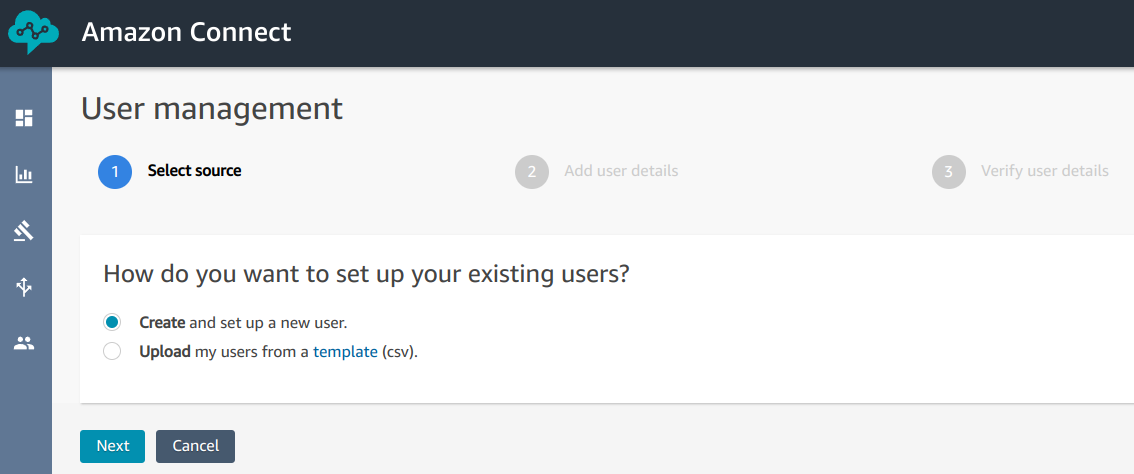 Amazon Connect
User management
1 Select source 2 Add user details 3 Verify user details
How do you want to set up your existing users?
Create and set up a new user.
Upload my users from a template (csv).
Next Cancel